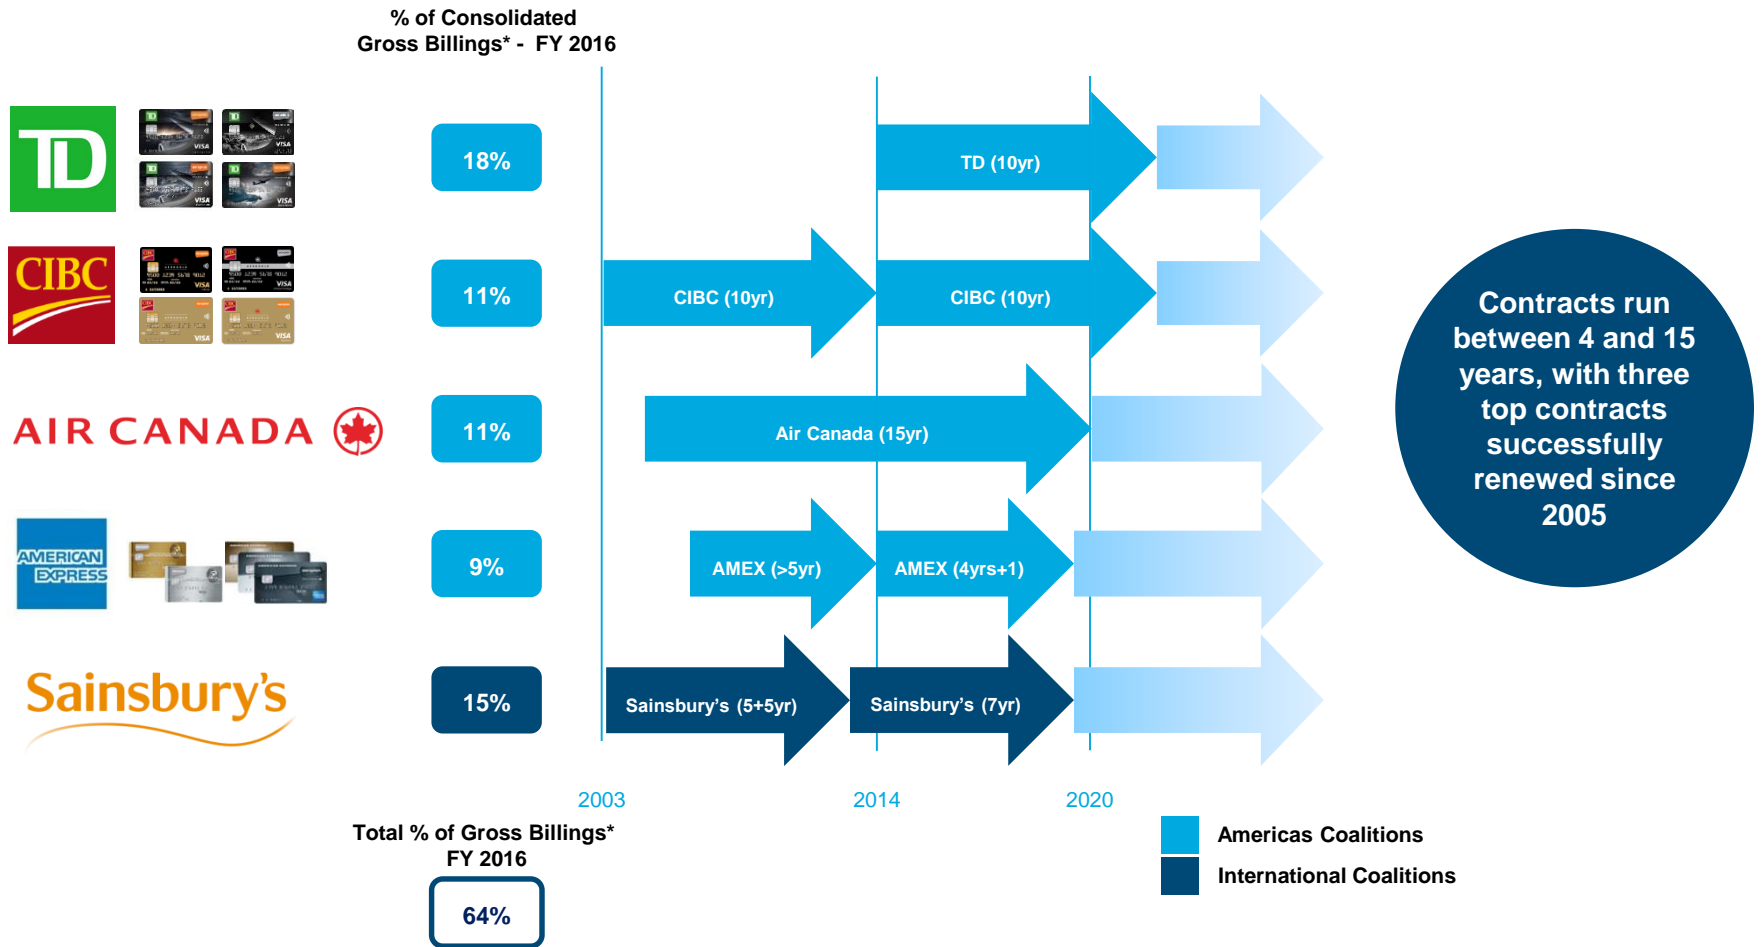 % of Consolidated
Gross Billings* - FY 2016
TD
18%
TD (10yr)
CIBC
11%
CIBC (10yr)
CIBC (10yr)
AIR CANADA
11%
Air Canada (15yr)
AMERICAN
EXPRESS
9%
AMEX (>5yr)
AMEX (4yrs+1)
Sainsbury's
15%
Sainsbury's (5+5yr)
Sainsbury's (7yr)
Contracts run
between 4 and 15
years, with three
top contracts
successfully
renewed since
2005
2003
2014
2020
Total % of Gross Billings*
FY 2016
64%
Americas Coalitions
International Coalitions